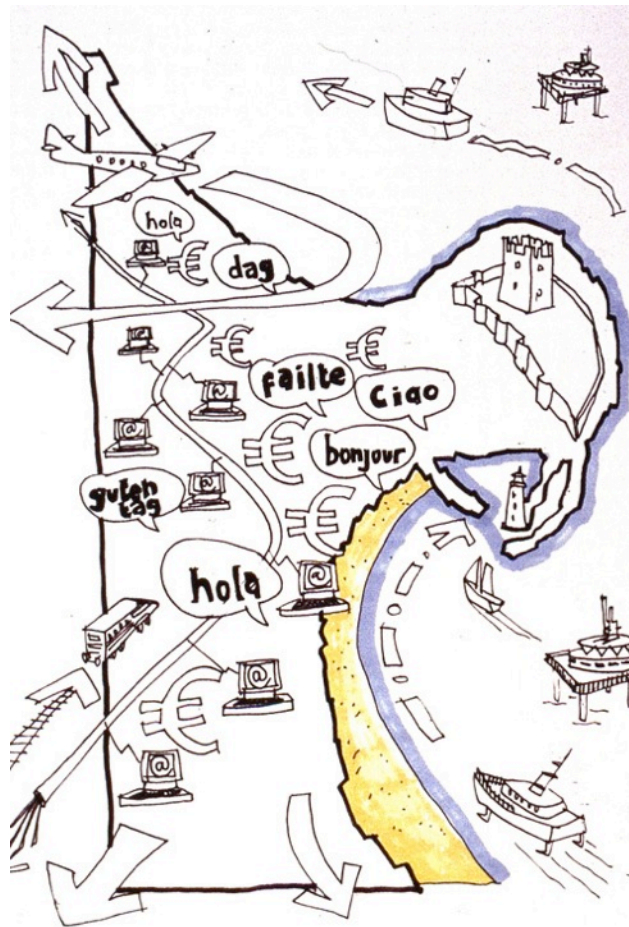 hola
€
dag
@
€
€
failte
@
@
Ciao
€
bonjour
guten
tag
@
€
hola
@
@
€
@